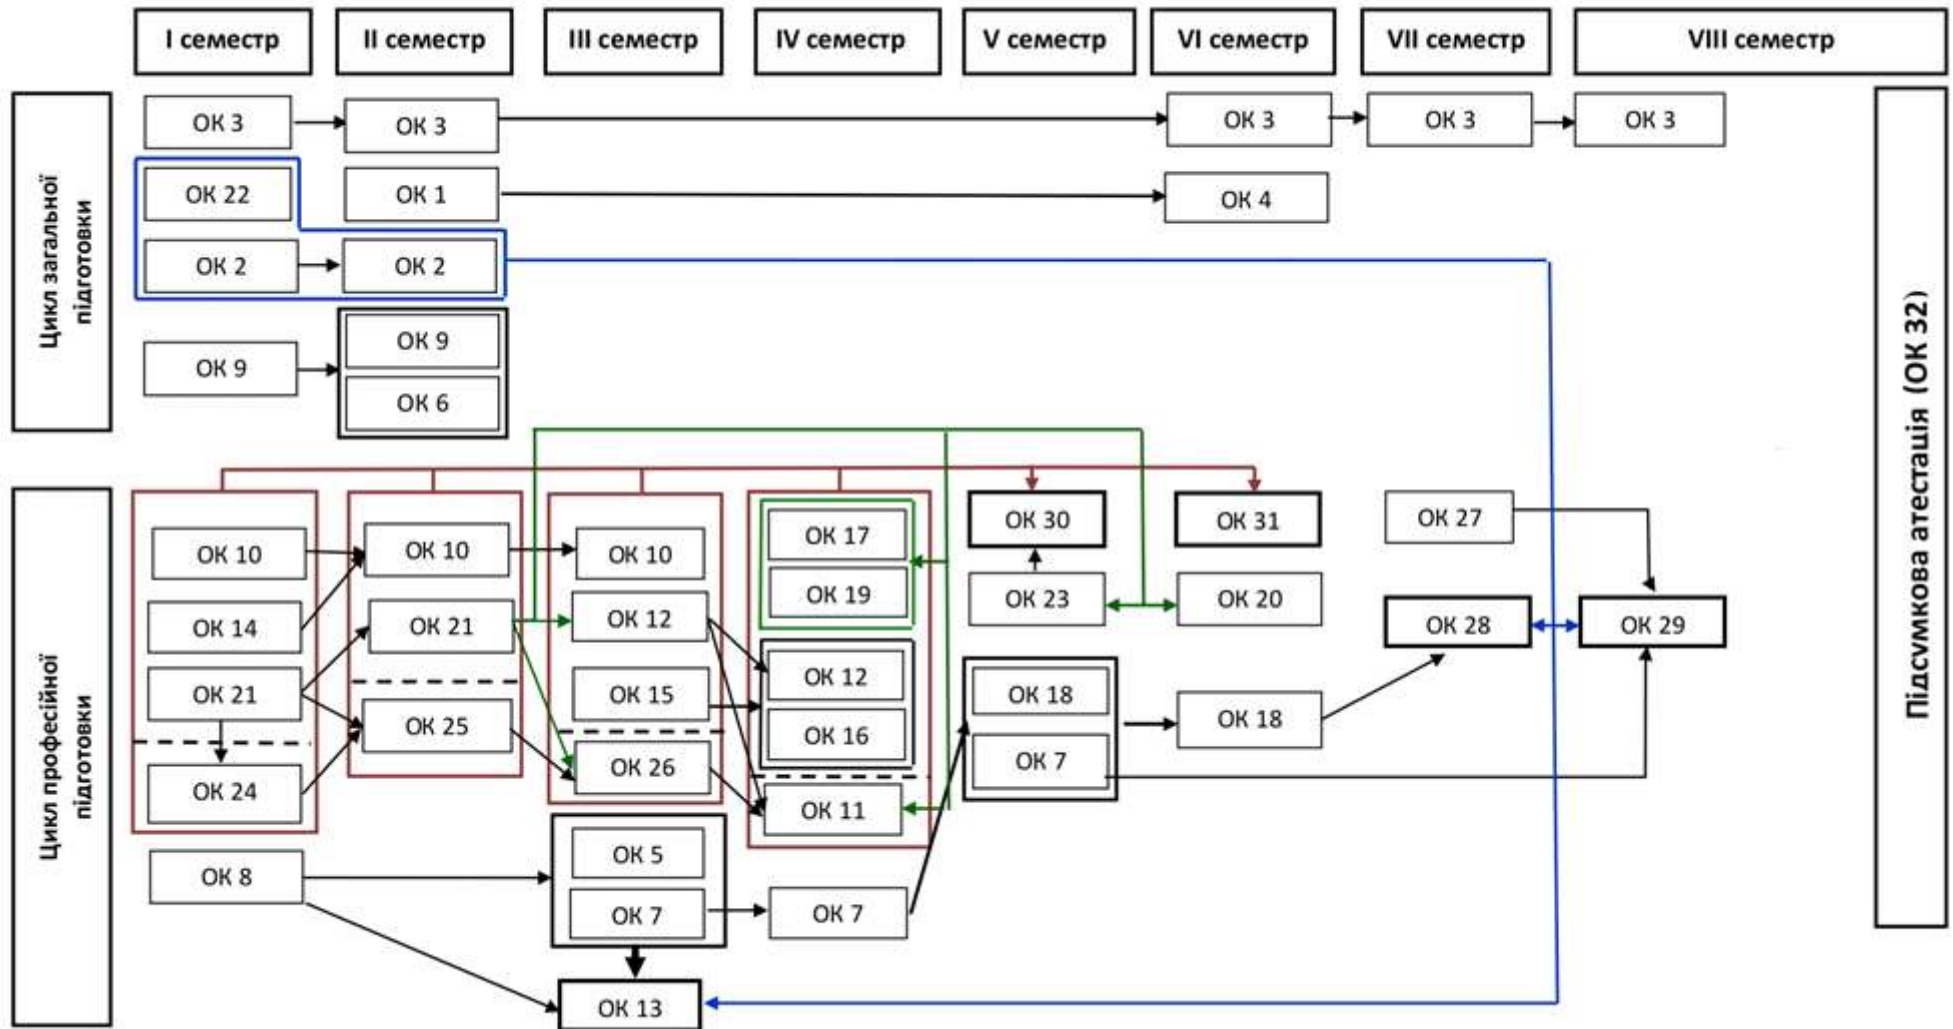 I семестр
II семестр
III семестр
IV семестр
V семестр
VI семестр
VII семестр
VIII семестр
Цикл загальної
підготовки
ОК 3
ОК 3
ОК 3
ОК 3
ОК 3
ОК 22
ОК 1
ОК 4
ОК 2
ОК 2
ОК 9
ОК 9
ОК 6
Цикл професійної
підготовки
ОК 10
ОК 10
ОК 10
ОК 17
ОК 30
ОК 31
ОК 27
ОК 14
ОК 21
ОК 12
ОК 19
ОК 23
ОК 20
ОК 28
ОК 29
ОК 21
ОК 25
ОК 15
ОК 12
ОК 18
ОК 18
ОК 24
ОК 26
ОК 16
ОК 7
ОК 11
ОК 8
ОК 5
ОК 7
ОК 7
ОК 13
Підсумкова атестація (ОК 32)